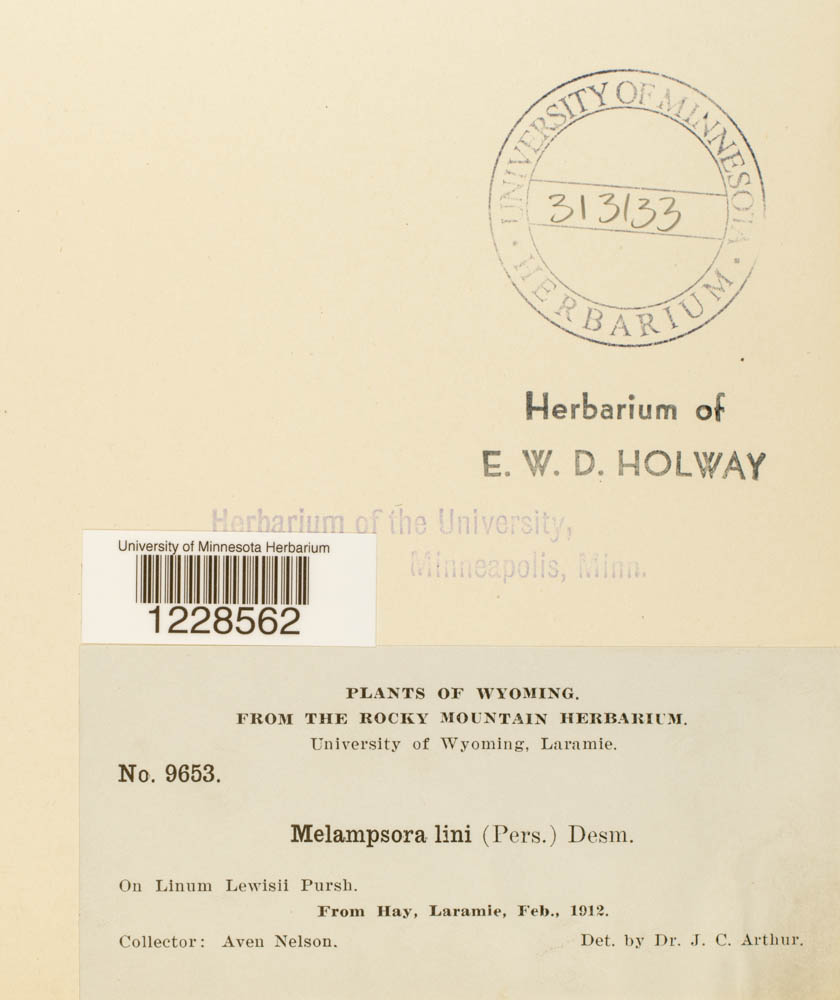 UNIVERSITY OF MINNESOTA
313133
· HERBARIUM ·
Herbarium of
E. W. D. HOLWAY
Herbarium of the University,
Minneapolis, Minn.
University of Minnesota Herbarium
1228562
PLANTS OF WYOMING.
FROM THE ROCKY MOUNTAIN HERBARIUM.
University of Wyoming, Laramie.
No. 9653.
Melampsora lini (Pers.) Desm.
On Linum Lewisii Pursh.
From Hay, Laramie, Feb., 1912.
Collector: Aven Nelson. Det. by Dr. J. C. Arthur.